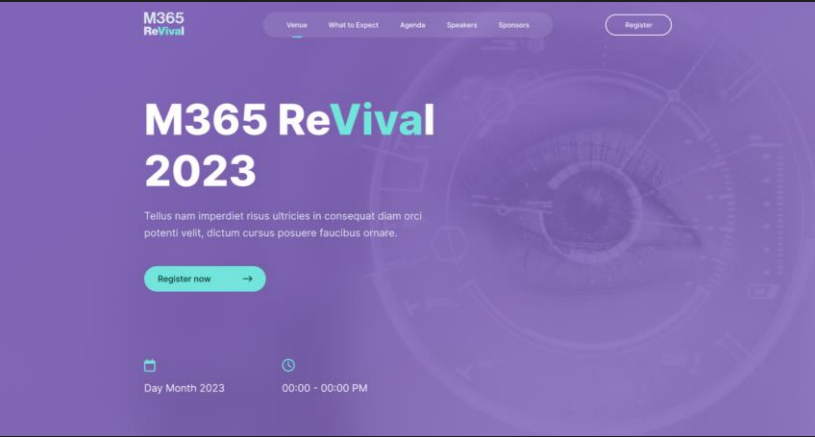 M365
ReVival
Venue
What to Expect
Agenda
Speakers
Sponsors
Register
M365 ReVival
2023
Tellus nam imperdiet risus ultricies in consequat diam orci
potenti velit, dictum cursus posuere faucibus ornare.
Register now
Day Month 2023
00:00 - 00:00 PM